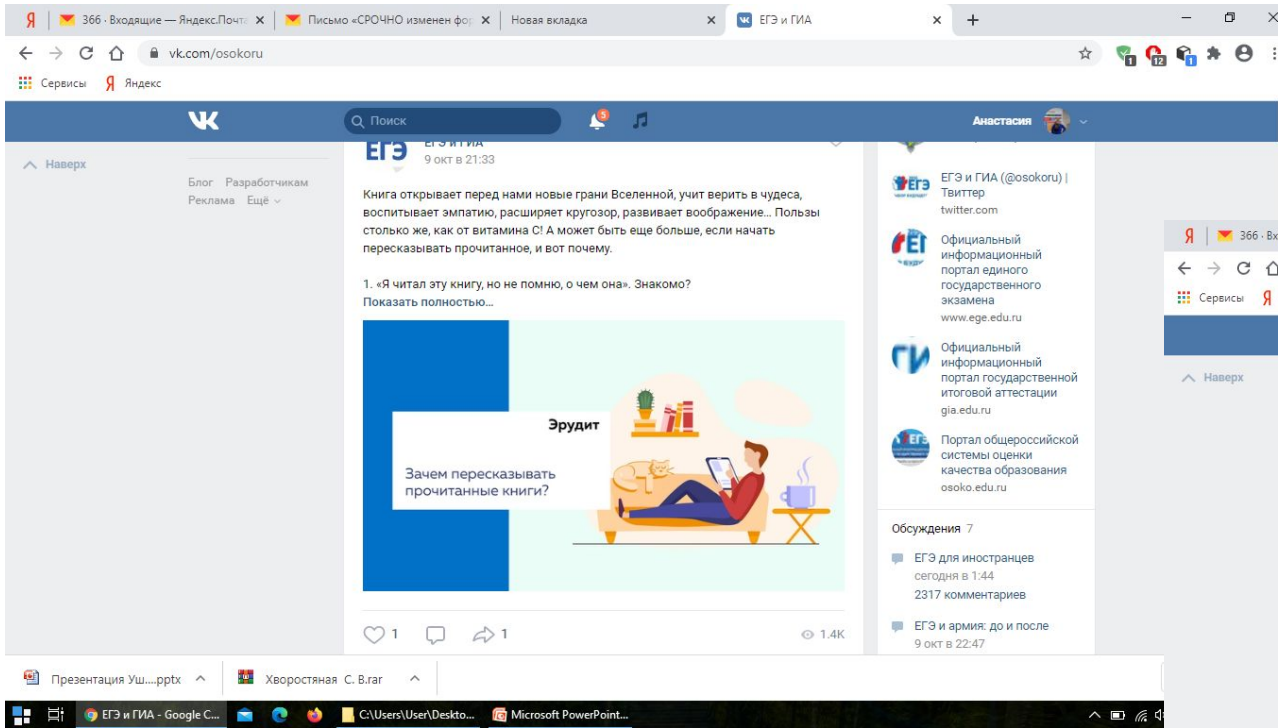 366 · Входящие — Яндекс.Почта
Письмо «СРОЧНО изменен фор
Новая вкладка
ЕГЭ и ГИА
vk.com/osokoru
1
12
1
Сервисы
Я Яндекс
Поиск
5
Анастасия
Наверх
Блог Разработчикам
Реклама Ещё
ЕГЭ
ЕГЭ и ГИА
9 окт в 21:33
Книга открывает перед нами новые грани Вселенной, учит верить в чудеса,
воспитывает эмпатию, расширяет кругозор, развивает воображение... Пользы
столько же, как от витамина С! А может быть еще больше, если начать
пересказывать прочитанное, и вот почему.
1. «Я читал эту книгу, но не помню, о чем она». Знакомо?
Показать полностью...
Эрудит
Зачем пересказывать
прочитанные книги?
1
1
1.4K
ЕГЭ и ГИА (@osokoru) |
Твиттер
twitter.com
Официальный
информационный
портал единого
государственного
экзамена
www.ege.edu.ru
Официальный
информационный
портал государственной
итоговой аттестации
gia.edu.ru
Портал общероссийской
системы оценки
качества образования
osoko.edu.ru
Обсуждения 7
ЕГЭ для иностранцев
сегодня в 1:44
2317 комментариев
ЕГЭ и армия: до и после
9 окт в 22:47
Я 366 · Вх
Сервисы Я
Наверх
Презентация Уш....pptx
Хворостяная С. В.rar
ЕГЭ и ГИА - Google C...
C:\Users\User\Deskto...
Microsoft PowerPoint...